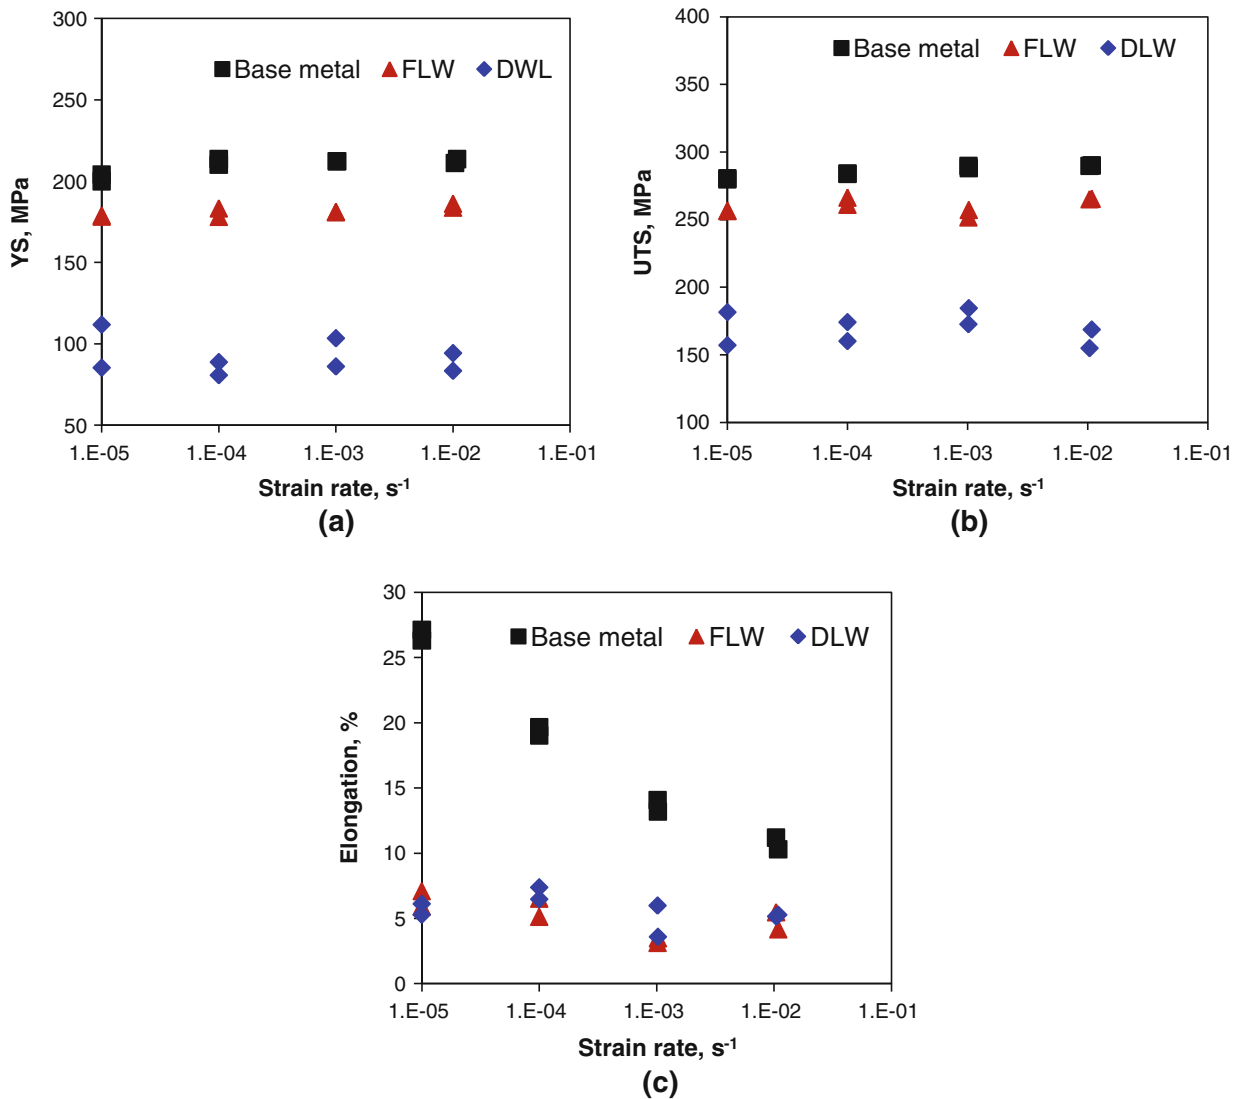 300
250
200
150
100
50
YS, MPa
Base metal FLW DWL
1.E-05 1.E-04 1.E-03 1.E-02 1.E-01
Strain rate, s-1
(a)
400
350
300
250
200
150
100
UTS, MPa
Base metal FLW DLW
1.E-05 1.E-04 1.E-03 1.E-02 1.E-01
Strain rate, s-1
(b)
30
25
20
15
10
5
0
Elongation, %
Base metal FLW DLW
1.E-05 1.E-04 1.E-03 1.E-02 1.E-01
Strain rate, s-1
(c)